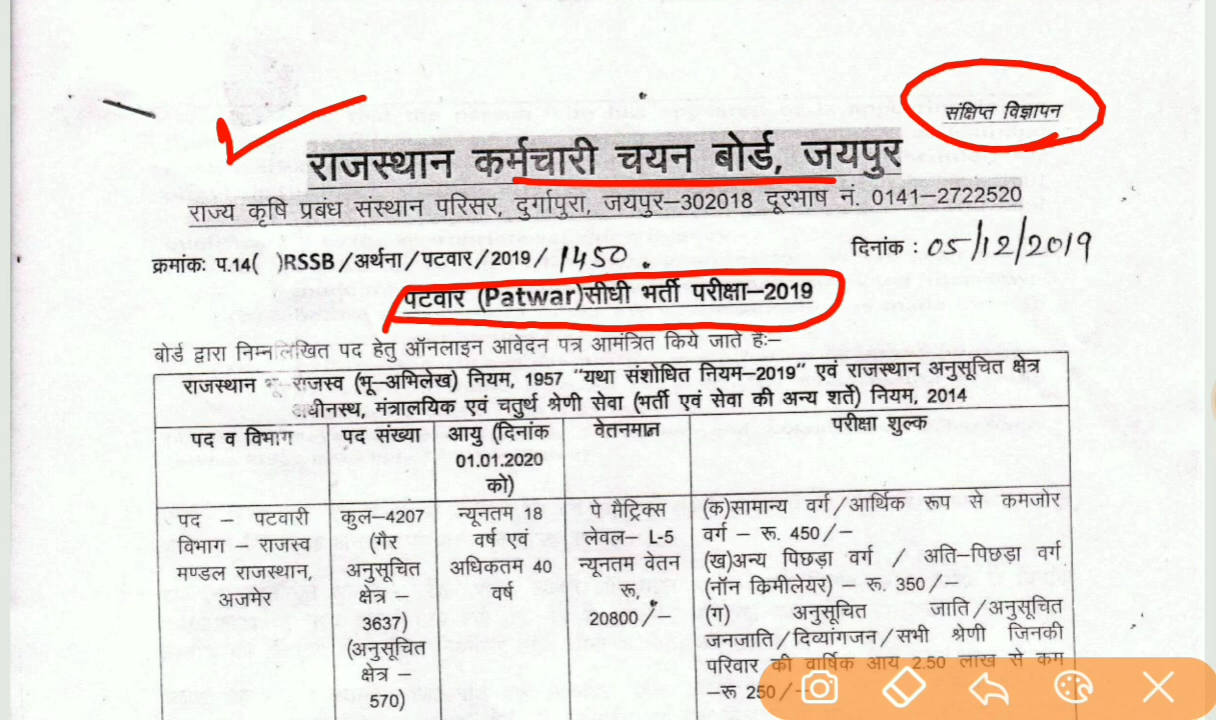 संक्षिप्त विज्ञापन
राजस्थान कर्मचारी चयन बोर्ड, जयपुर
राज्य कृषि प्रबंध संस्थान परिसर, दुर्गापुरा, जयपुर–302018 दूरभाष नं. 0141–2722520
क्रमांकः प.14( )RSSB/अर्थना/पटवार/2019/1450. दिनांक : 05/12/2019
पटवार (Patwar)सीधी भर्ती परीक्षा–2019
बोर्ड द्वारा निम्नलिखित पद हेतु ऑनलाइन आवेदन पत्र आमंत्रित किये जाते हैः–
राजस्थान भू–राजस्व (भू–अभिलेख) नियम, 1957 "यथा संशोधित नियम–2019" एवं राजस्थान अनुसूचित क्षेत्र
अधीनस्थ, मंत्रालयिक एवं चतुर्थ श्रेणी सेवा (भर्ती एवं सेवा की अन्य शर्ते) नियम, 2014
पद व विभाग
पद संख्या
आयु (दिनांक
01.01.2020
को)
वेतनमान
परीक्षा शुल्क
पद – पटवारी
विभाग – राजस्व
मण्डल राजस्थान,
अजमेर
कुल–4207
(गैर
अनुसूचित
क्षेत्र –
3637)
(अनुसूचित
क्षेत्र –
570)
न्यूनतम 18
वर्ष एवं
अधिकतम 40
वर्ष
पे मैट्रिक्स
लेवल– L-5
न्यूनतम वेतन
रू,
20800/–
(क)सामान्य वर्ग/आर्थिक रूप से कमजोर
वर्ग – रू. 450/–
(ख)अन्य पिछड़ा वर्ग / अति–पिछड़ा वर्ग
(नॉन किमीलेयर) – रू. 350/–
(ग) अनुसूचित जाति/अनुसूचित
जनजाति/दिव्यांगजन/सभी श्रेणी जिनकी
परिवार की वार्षिक आय 2.50 लाख से कम
–रू 250/–